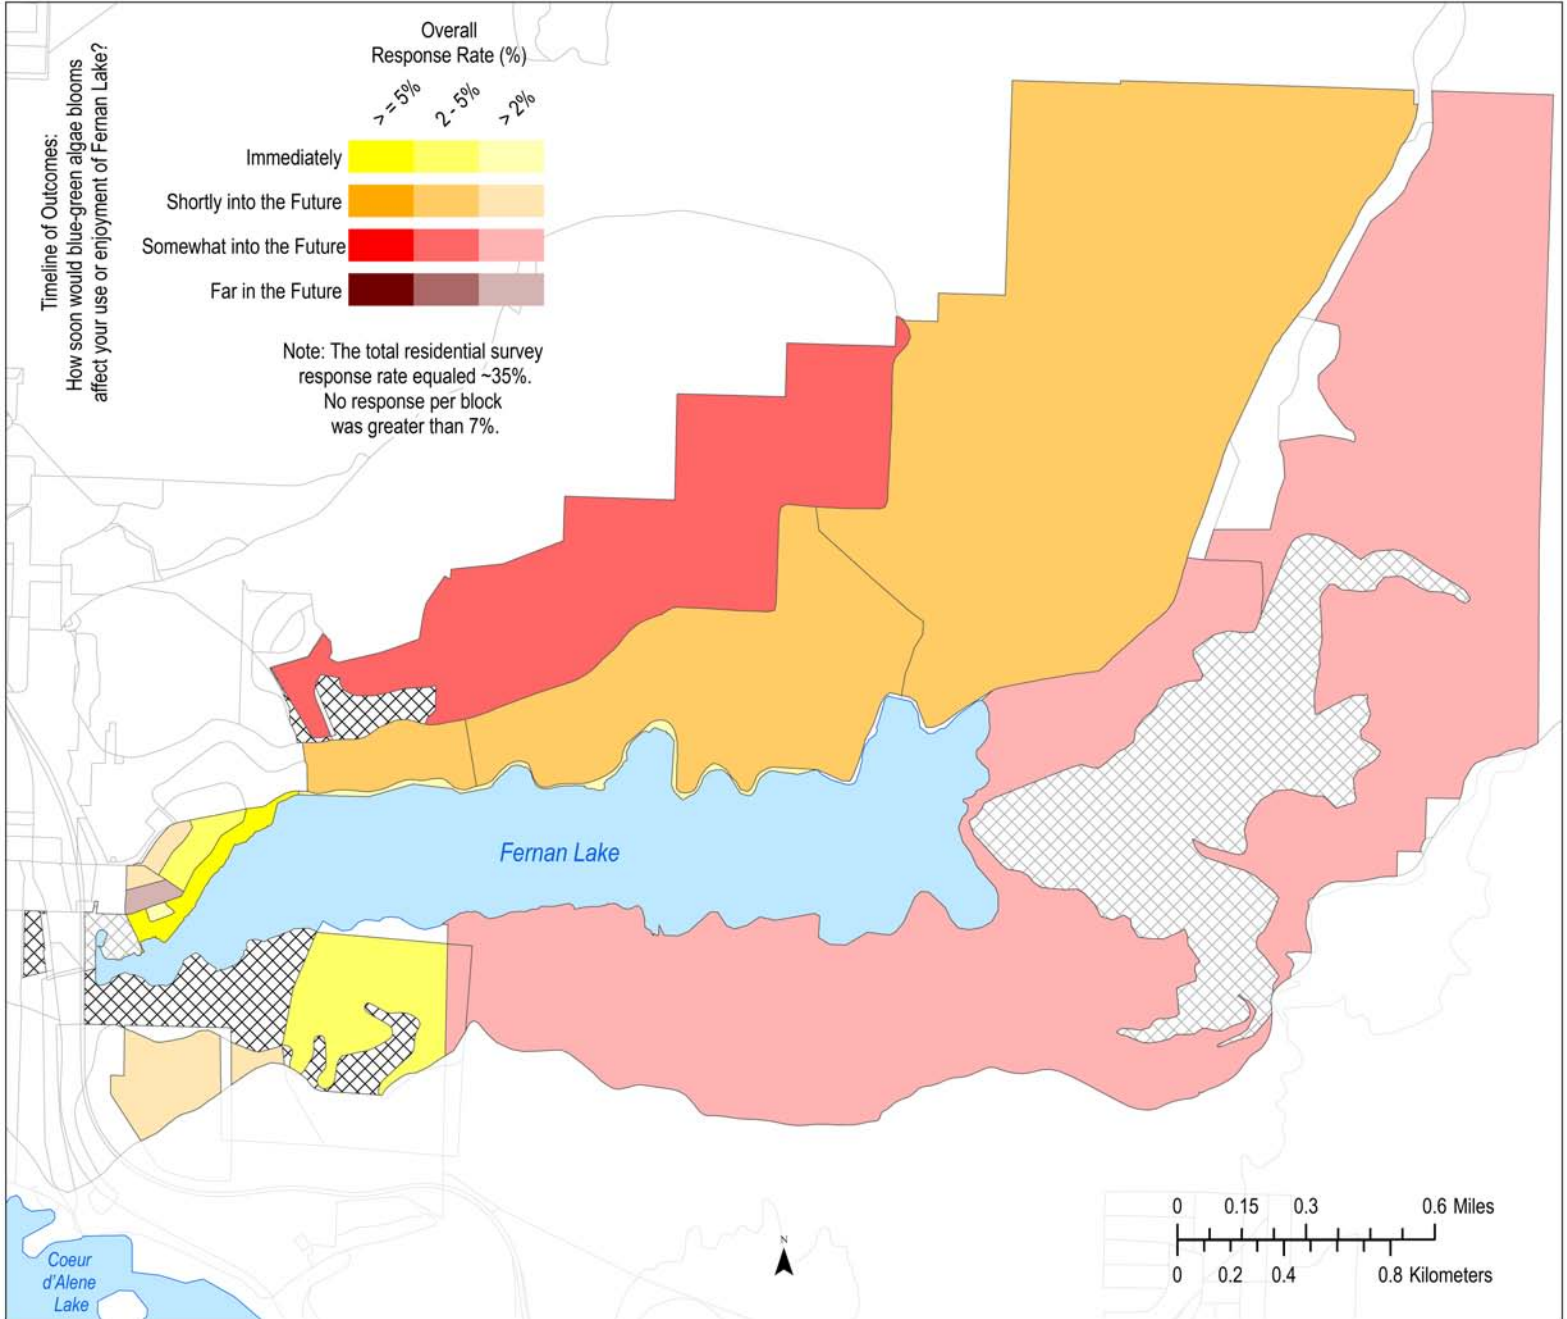 Timeline of Outcomes:
How soon would blue-green algae blooms
affect your use or enjoyment of Fernan Lake?
Overall
Response Rate (%)
> = 5%
2 - 5%
> 2%
Immediately
Shortly into the Future
Somewhat into the Future
Far in the Future
Note: The total residential survey
response rate equaled ~35%.
No response per block
was greater than 7%.
Fernan Lake
Coeur
d'Alene
Lake
N
0 0.15 0.3 0.6 Miles
0 0.2 0.4 0.8 Kilometers